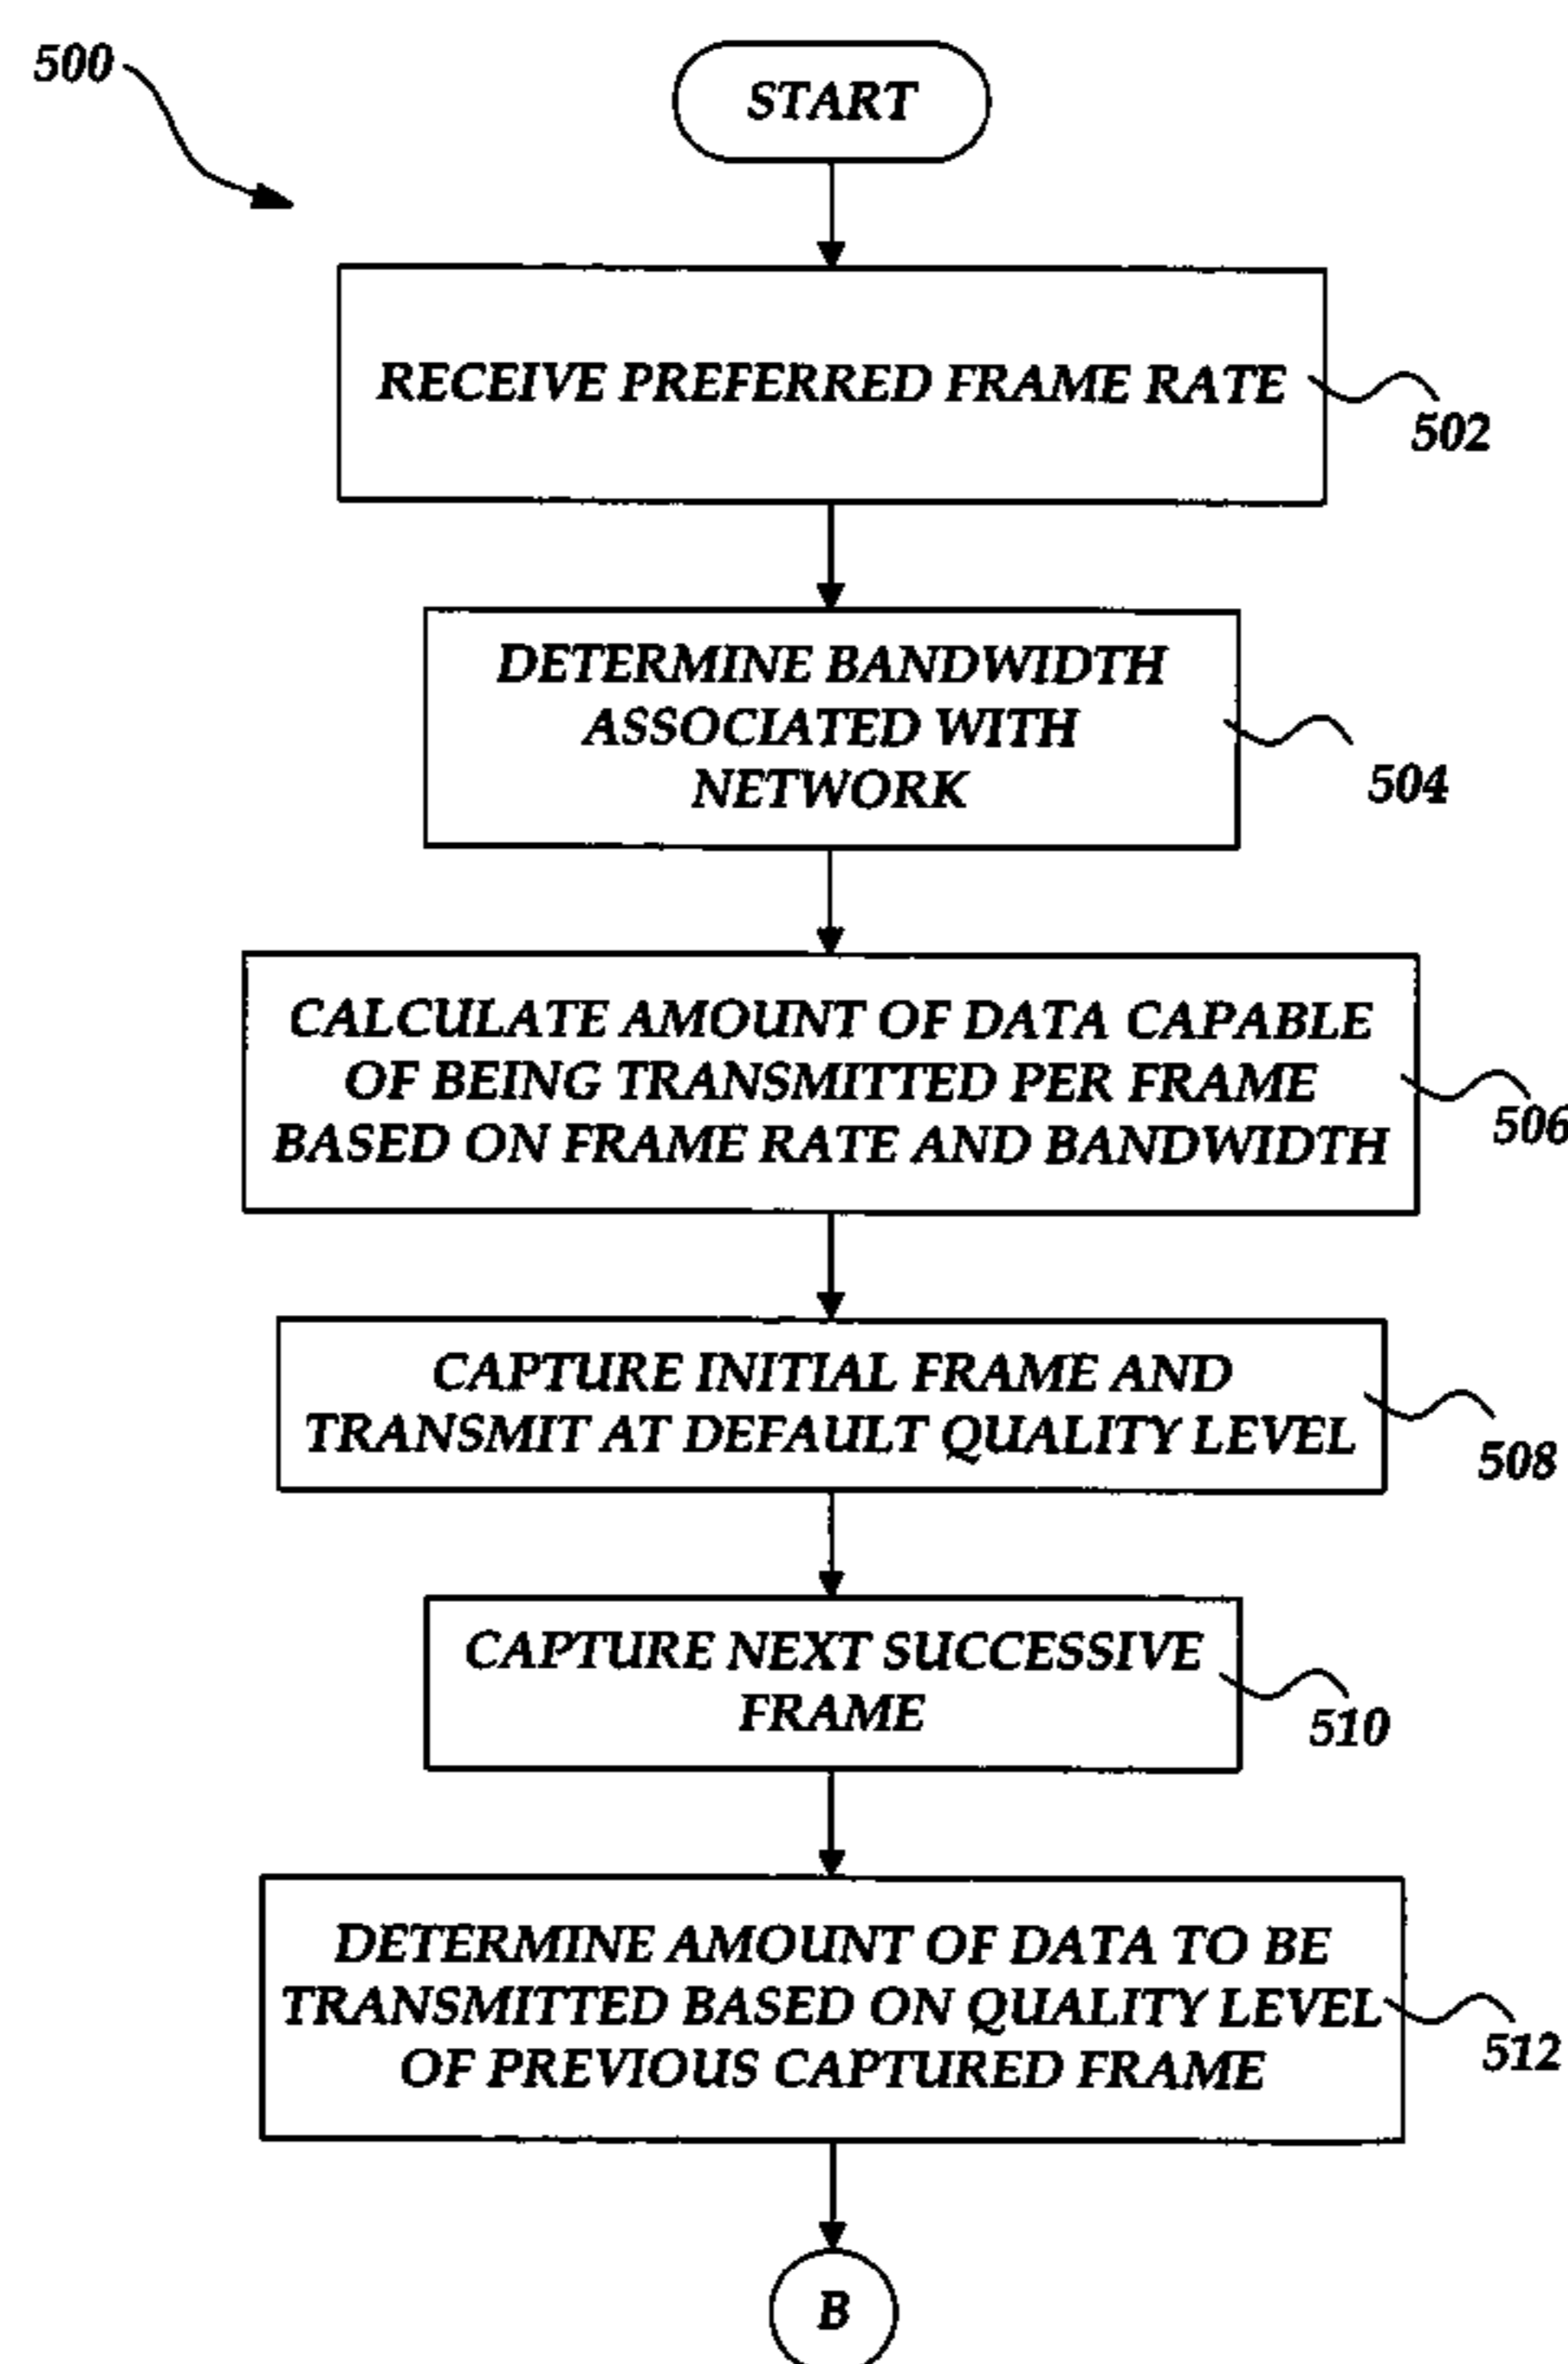 500
START
RECEIVE PREFERRED FRAME RATE
502
DETERMINE BANDWIDTH
ASSOCIATED WITH
NETWORK
504
CALCULATE AMOUNT OF DATA CAPABLE
OF BEING TRANSMITTED PER FRAME
BASED ON FRAME RATE AND BANDWIDTH
506
CAPTURE INITIAL FRAME AND
TRANSMIT AT DEFAULT QUALITY LEVEL
508
CAPTURE NEXT SUCCESSIVE
FRAME
510
DETERMINE AMOUNT OF DATA TO BE
TRANSMITTED BASED ON QUALITY LEVEL
OF PREVIOUS CAPTURED FRAME
512
B